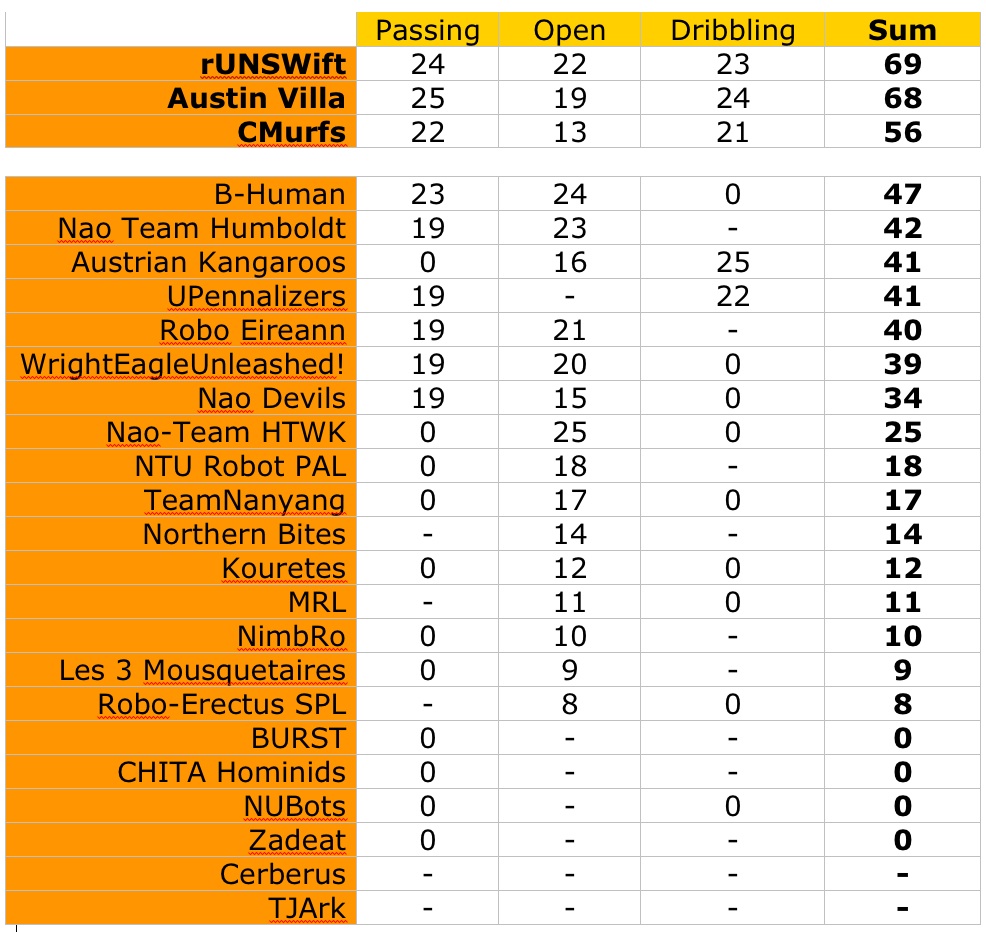 Passing Open Dribbling Sum
rUNSWift 24 22 23 69
Austin Villa 25 19 24 68
CMurfs 22 13 21 56
B-Human 23 24 0 47
Nao Team Humboldt 19 23 - 42
Austrian Kangaroos 0 16 25 41
UPennalizers 19 - 22 41
Robo Eireann 19 21 - 40
WrightEagleUnleashed! 19 20 0 39
Nao Devils 19 15 0 34
Nao-Team HTWK 0 25 0 25
NTU Robot PAL 0 18 - 18
TeamNanyang 0 17 0 17
Northern Bites - 14 - 14
Kouretes 0 12 0 12
MRL - 11 0 11
NimbRo 0 10 - 10
Les 3 Mousquetaires 0 9 - 9
Robo-Erectus SPL - 8 0 8
BURST 0 - - 0
CHITA Hominids 0 - - 0
NUBots 0 - 0 0
Zadeat 0 - - 0
Cerberus - - - -
TJArk - - - -